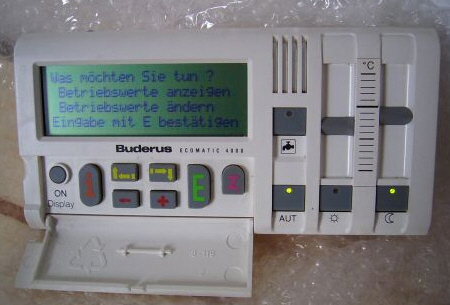 Was möchten Sie tun ?
Betriebswerte anzeigen
Betriebswerte ändern
Eingabe mit E bestätigen
Buderus ECOMATIC 4000
°C
ON
Display
E
AUT